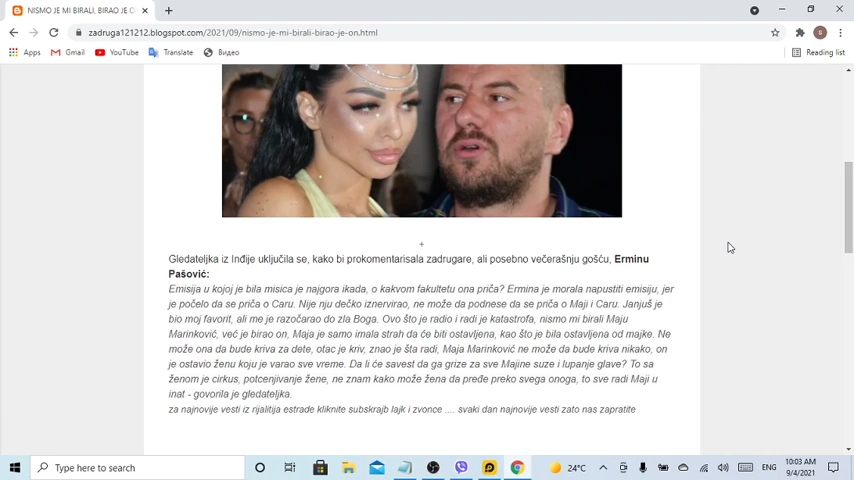 NISMO JE MI BIRALI, BIRAO JE O
zadruga121212.blogspot.com/2021/09/nismo-je-mi-birali-birao-je-on.html
Apps Gmail YouTube Translate Видео Reading list
Gledateljka iz Inđije uključila se, kako bi prokomentarisala zadrugare, ali posebno večerašnju gošću, Erminu
Pašović:
Emisija u kojoj je bila misica je najgora ikada, o kakvom fakultetu ona priča? Ermina je morala napustiti emisiju, jer
je počelo da se priča o Caru. Nije nju dečko iznervirao, ne može da podnese da se priča o Maji i Caru. Janjuš je
bio moj favorit, ali me je razočarao do zla Boga. Ovo što je radio i radi je katastrofa, nismo mi birali Maju
Marinković, već je birao on, Maja je samo imala strah da će biti ostavljena, kao što je bila ostavljena od majke. Ne
može ona da bude kriva za dete, otac je kriv, znao je šta radi, Maja Marinković ne može da bude kriva nikako, on
je ostavio ženu koju je varao sve vreme. Da li će savest da ga grize za sve Majine suze i lupanje glave? To sa
ženom je cirkus, potcenjivanje žene, ne znam kako može žena da pređe preko svega onoga, to sve radi Maji u
inat - govorila je gledateljka.
za najnovije vesti iz rijalitija estrade kliknite subskrajb lajk i zvonce .... svaki dan najnovije vesti zato nas zapratite
Type here to search
24°C
ENG
10:03 AM
9/4/2021